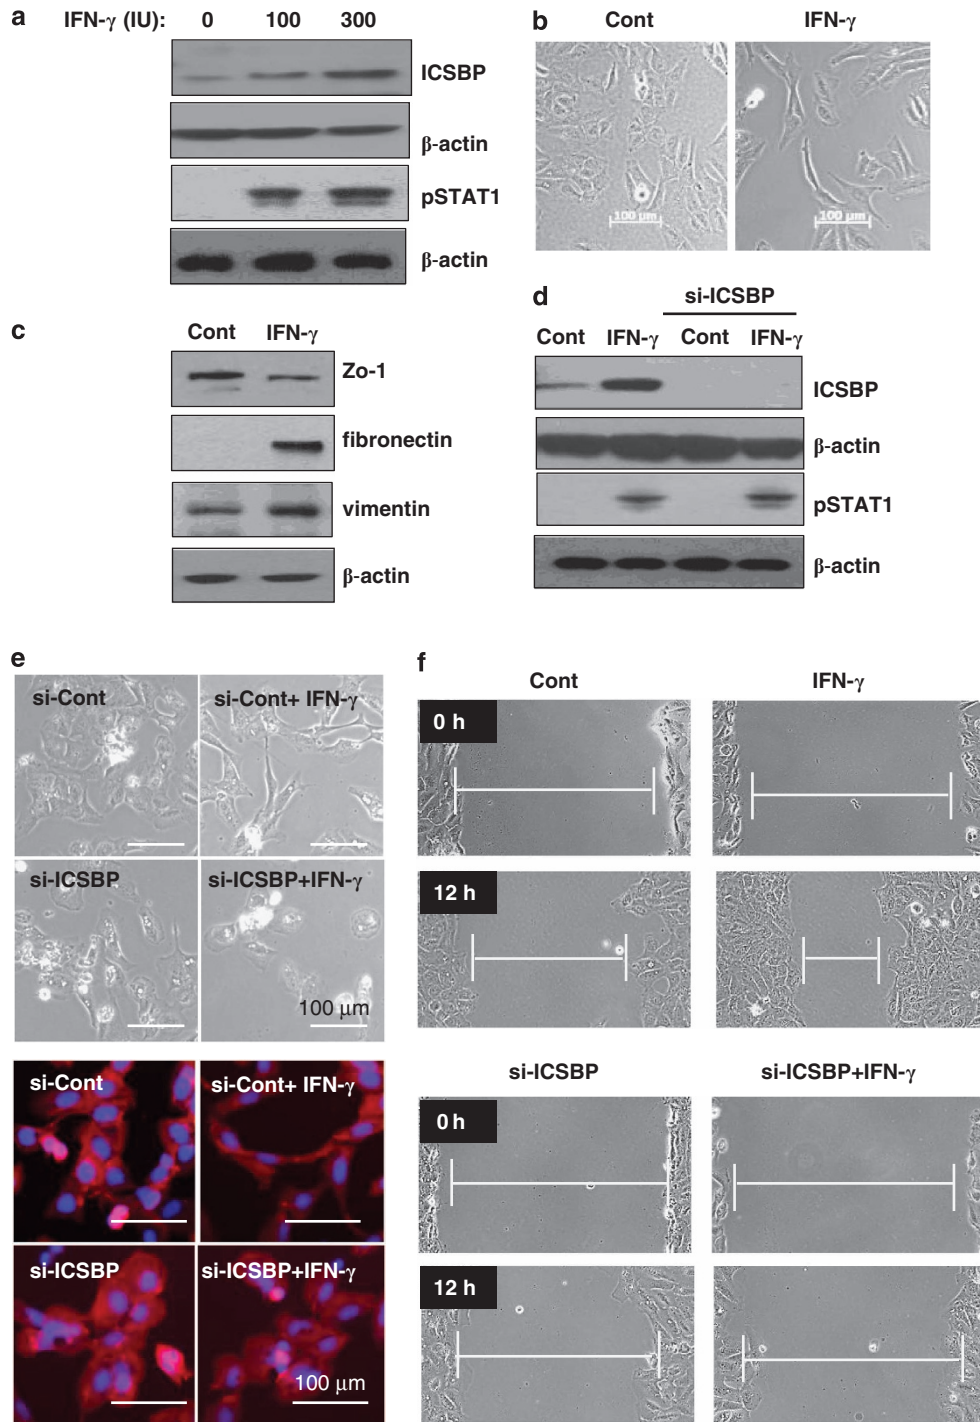 a
IFN-γ (IU): 0 100 300
ICSBP
β-actin
pSTAT1
β-actin
b
Cont IFN-γ
100 μm 100 μm
c
Cont IFN-γ
Zo-1
fibronectin
vimentin
β-actin
d
si-ICSBP
Cont IFN-γ Cont IFN-γ
ICSBP
β-actin
pSTAT1
β-actin
e
si-Cont si-Cont+ IFN-γ
si-ICSBP si-ICSBP+IFN-γ
100 μm
si-Cont si-Cont+ IFN-γ
si-ICSBP si-ICSBP+IFN-γ
100 μm
f
Cont IFN-γ
0 h
12 h
si-ICSBP si-ICSBP+IFN-γ
0 h
12 h